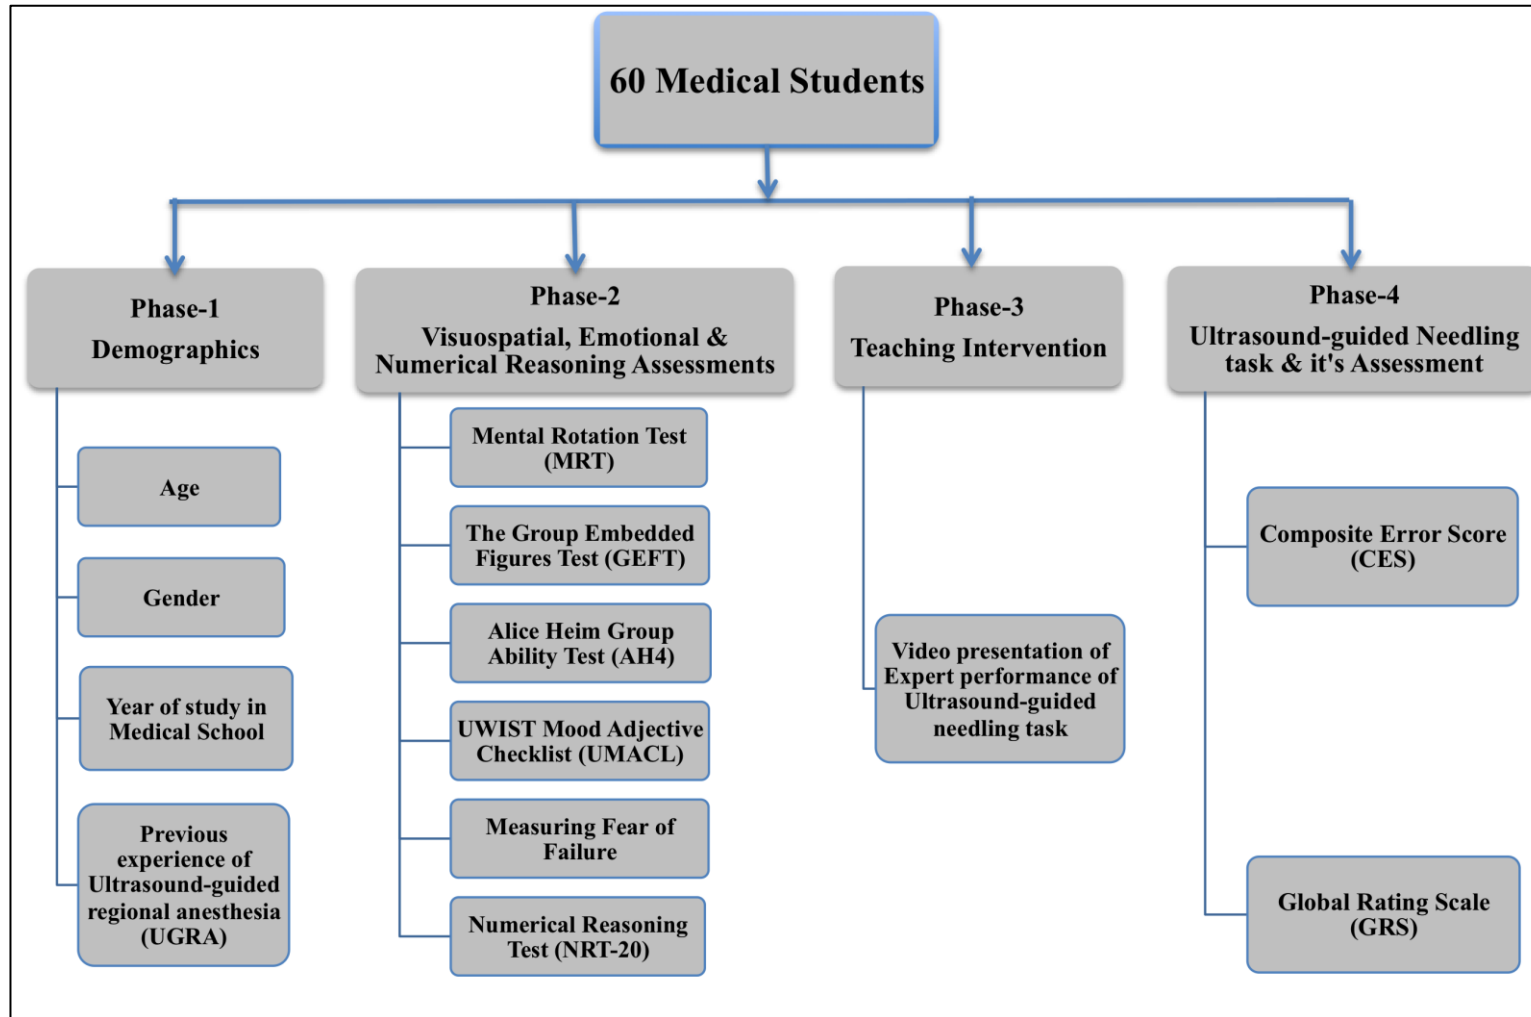 60 Medical Students
Phase-1
Demographics
Age
Gender
Year of study in
Medical School
Previous
experience of
Ultrasound-guided
regional anesthesia
(UGRA)
Phase-2
Visuospatial, Emotional &
Numerical Reasoning Assessments
Mental Rotation Test
(MRT)
The Group Embedded
Figures Test (GEFT)
Alice Heim Group
Ability Test (AH4)
UWIST Mood Adjective
Checklist (UMACL)
Measuring Fear of
Failure
Numerical Reasoning
Test (NRT-20)
Phase-3
Teaching Intervention
Video presentation of
Expert performance of
Ultrasound-guided
needling task
Phase-4
Ultrasound-guided Needling
task & it's Assessment
Composite Error Score
(CES)
Global Rating Scale
(GRS)